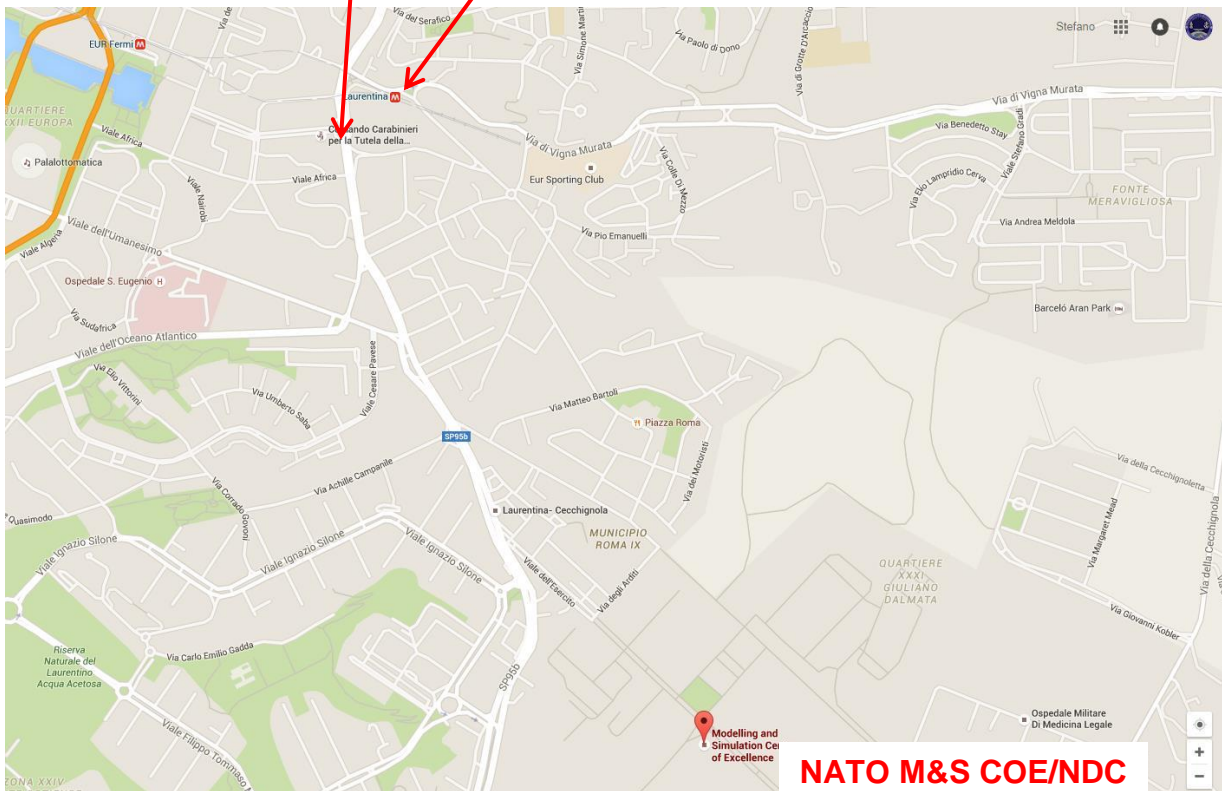 Via del Serafico
Stefano
EUR Fermi
Via Simone Martini
Via Paolo di Dono
Via di Grotte D'Arcaccio
Laurentina
Via di Vigna Murata
QUARTIERE
XXII EUROPA
Viale Africa
Comando Carabinieri
per la Tutela della...
Via di Vigna Murata
Via Benedetto Stay
Viale Stefano Gradi
Palalottomatica
Viale Africa
Viale Nairobi
Eur Sporting Club
Via Colle Di Mezzo
Via Elio Lampridio Cerva
FONTE
MERAVIGLIOSA
Viale Algeria
Viale dell'Umanesimo
Via Pio Emanuelli
Via Andrea Meldola
Ospedale S. Eugenio
H
Via Sudafrica
Barceló Aran Park
Viale dell'Oceano Atlantico
Via Elio Vittorini
Via Umberto Saba
Viale Cesare Pavese
Via Matteo Bartoli
Piazza Roma
SP95b
Via dei Motoristi
Via Achille Campanile
Via Corrado Govoni
Via della Cecchignoletta
Quasimodo
Laurentina- Cecchignola
Via Margaret Mead
Viale Ignazio Silone
Viale Ignazio Silone
Viale Ignazio Silone
MUNICIPIO
ROMA IX
Viale dell'Esercito
Via degli Arditi
QUARTIERE
XXXI
GIULIANO
DALMATA
Via della Cecchignola
Via Giovanni Kobler
Riserva
Naturale del
Laurentino
Acqua Acetosa
Via Carlo Emilio Gadda
SP95b
Viale Filippo Tommaso
Ospedale Militare
Di Medicina Legale
Modelling and
Simulation Ce
of Excellence
NATO M&S COE/NDC
ZONA XXIV